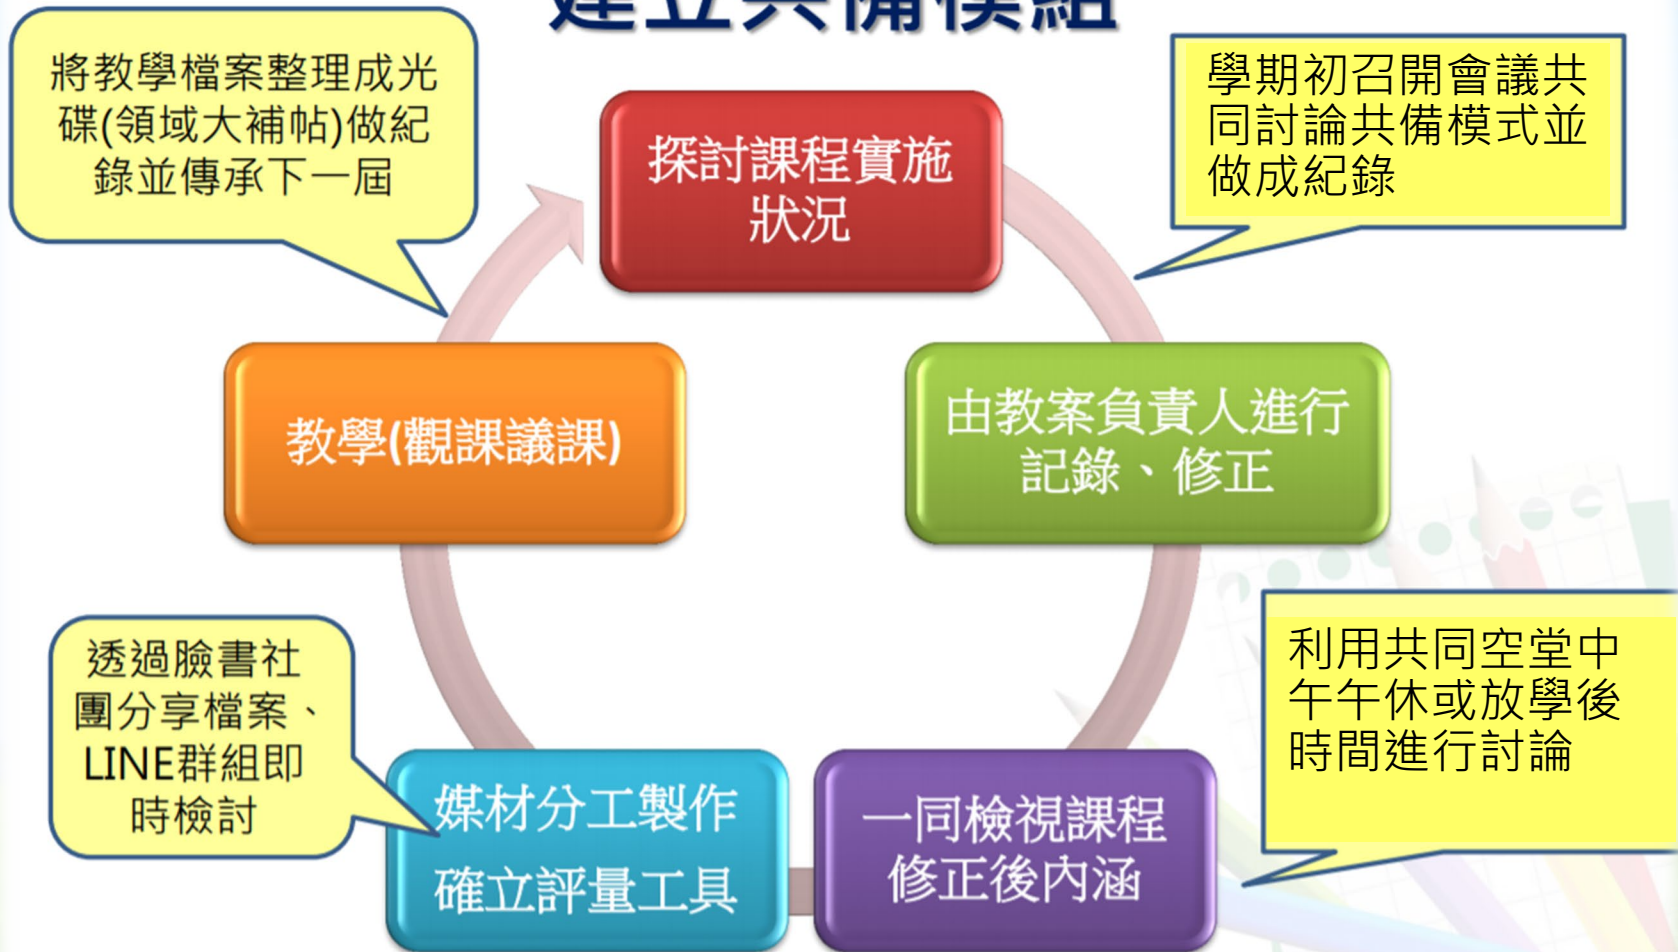 建立共備模組
將教學檔案整理成光
碟(領域大補帖)做紀
錄並傳承下一屆
探討課程實施
狀況
學期初召開會議共
同討論共備模式並
做成紀錄
教學(觀課議課)
由教案負責人進行
記錄、修正
透過臉書社
團分享檔案、
LINE群組即
時檢討
媒材分工製作
確立評量工具
一同檢視課程
修正後內涵
利用共同空堂中
午午休或放學後
時間進行討論